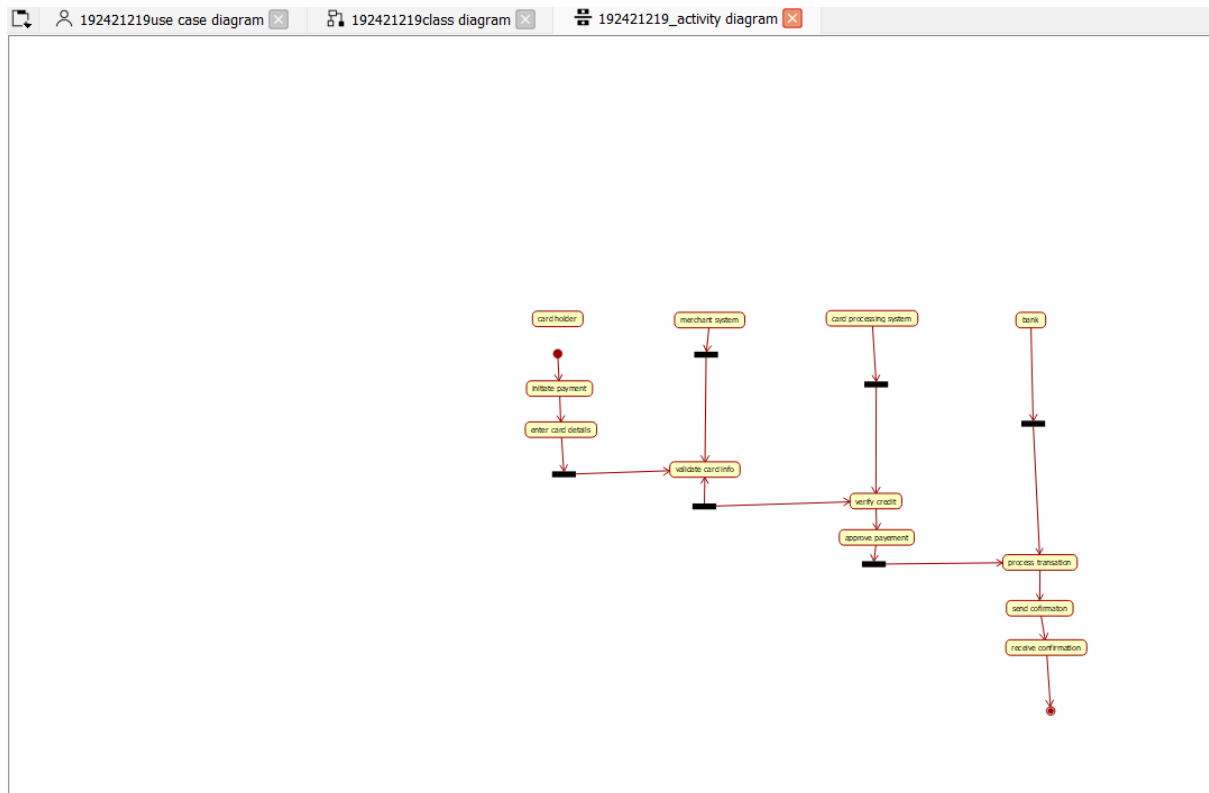 192421219use case diagram
192421219class diagram
192421219_activity diagram
card holder
merchant system
card processing system
bank
initiate payment
enter card details
validate card info
verify credit
approve payement
process transation
send cofirmaton
receive confirmation